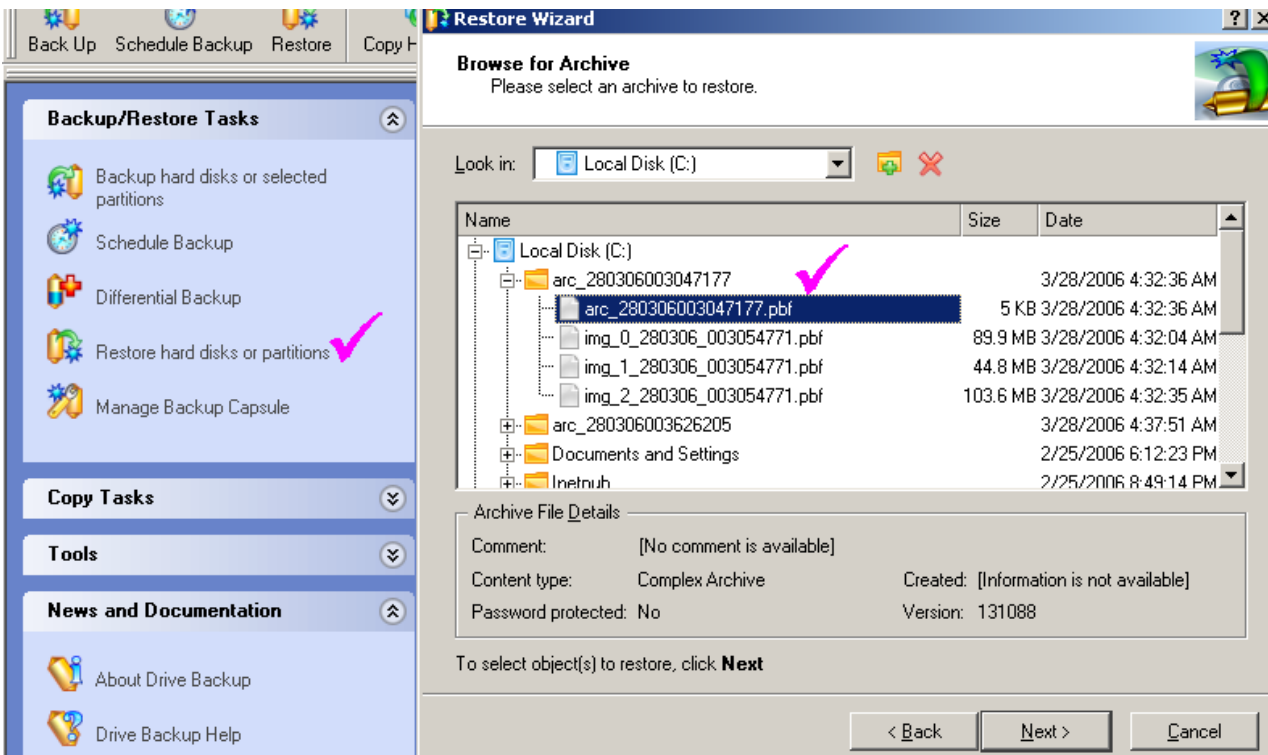 Back Up Schedule Backup Restore
Backup/Restore Tasks
Backup hard disks or selected
partitions
Schedule Backup
Differential Backup
Restore hard disks or partitions
Manage Backup Capsule
Copy Tasks
Tools
News and Documentation
About Drive Backup
Drive Backup Help
Restore Wizard
Browse for Archive
Please select an archive to restore.
Look in: Local Disk (C:)
Name Size Date
Local Disk (C:)
arc_280306003047177 3/28/2006 4:32:36 AM
arc_280306003047177.pbf 5 KB 3/28/2006 4:32:36 AM
img_0_280306_003054771.pbf 89.9 MB 3/28/2006 4:32:04 AM
img_1_280306_003054771.pbf 44.8 MB 3/28/2006 4:32:14 AM
img_2_280306_003054771.pbf 103.6 MB 3/28/2006 4:32:35 AM
arc_280306003626205 3/28/2006 4:37:51 AM
Documents and Settings 2/25/2006 6:12:23 PM
Inetpub 2/25/2006 8:49:14 PM
Archive File Details
Comment: [No comment is available]
Content type: Complex Archive Created: [Information is not available]
Password protected: No Version: 131088
To select object(s) to restore, click Next
< Back Next > Cancel